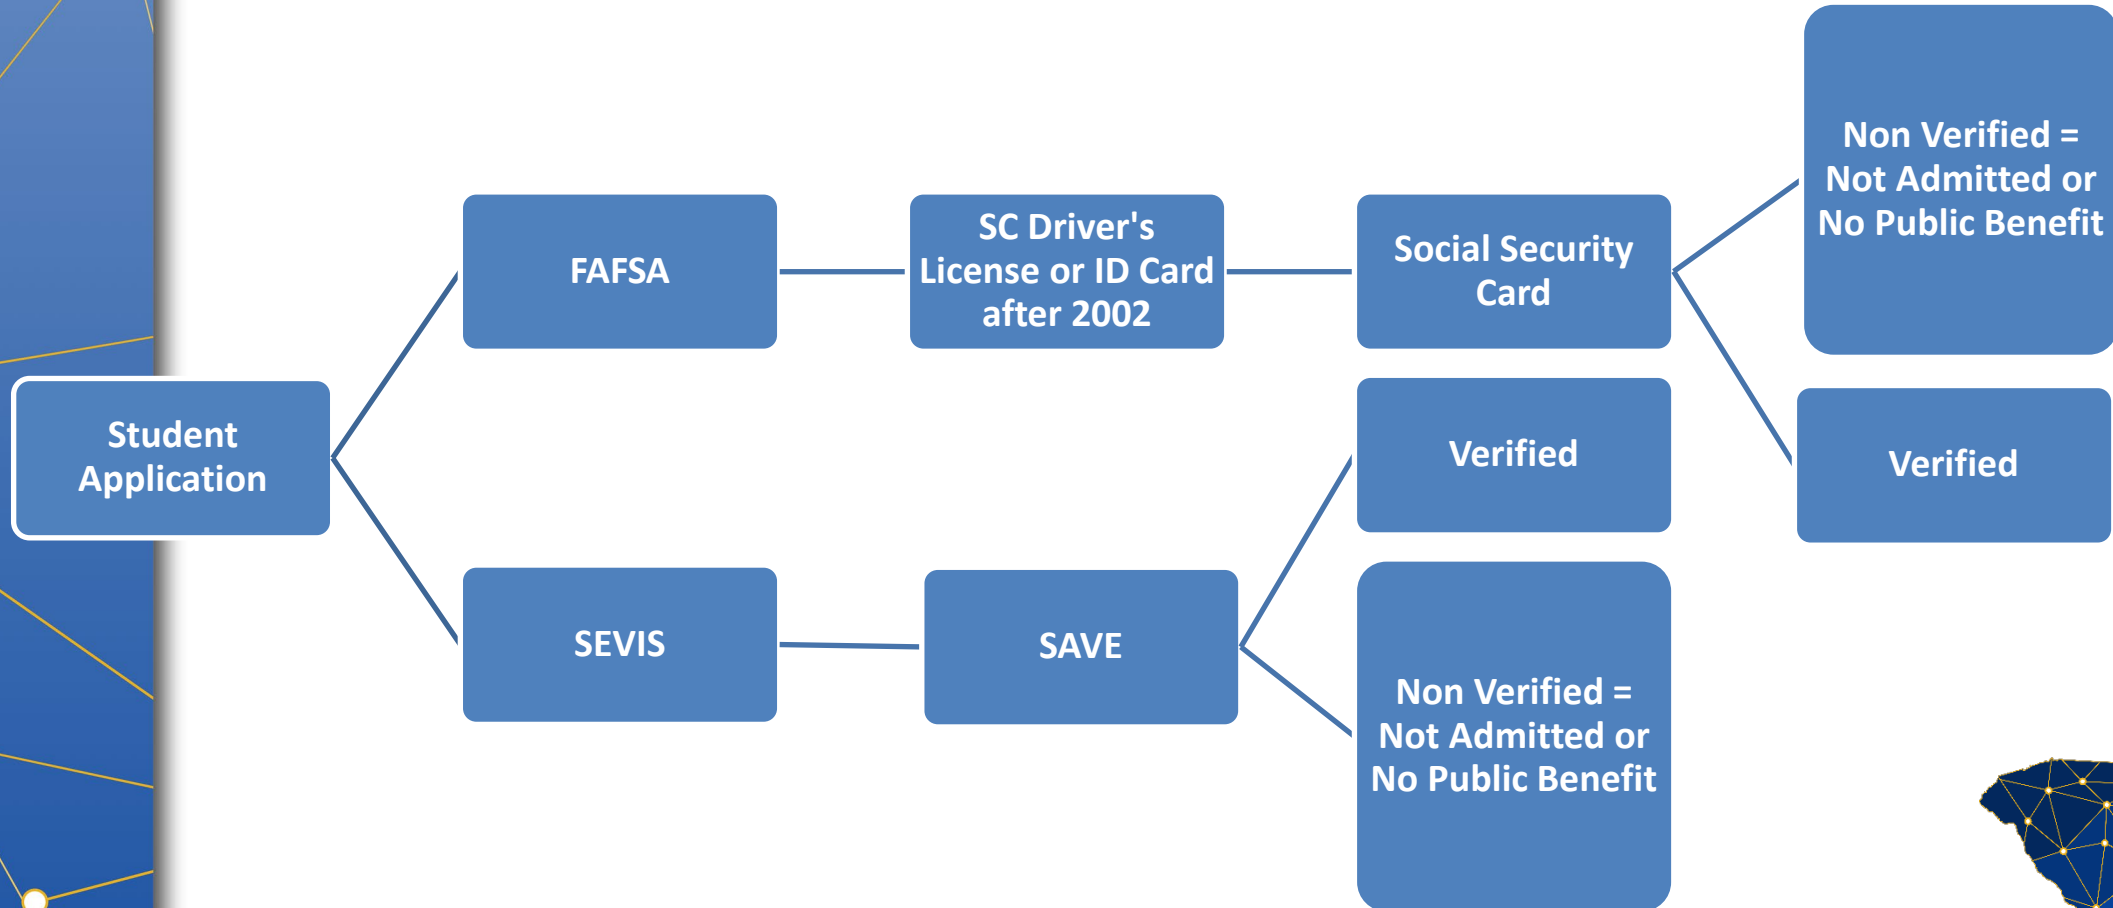 Student
Application
FAFSA
SC Driver's
License or ID Card
after 2002
Social Security
Card
Non Verified =
Not Admitted or
No Public Benefit
Verified
SEVIS
SAVE
Verified
Non Verified =
Not Admitted or
No Public Benefit